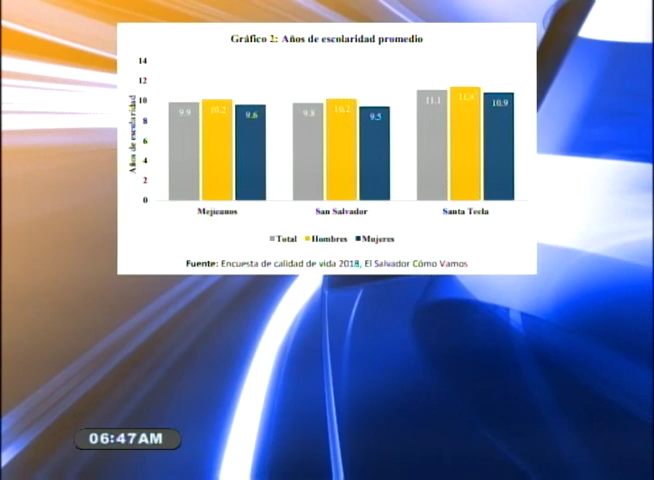 Gráfico 2: Años de escolaridad promedio
14
12
10
8
6
4
2
0
Años de escolaridad
9.9 10.2 9.6
9.8 10.2 9.5
11.1 11.4 10.9
Mejicanos San Salvador Santa Tecla
Total Hombres Mujeres
Fuente: Encuesta de calidad de vida 2018, El Salvador Cómo Vamos
06:47AM